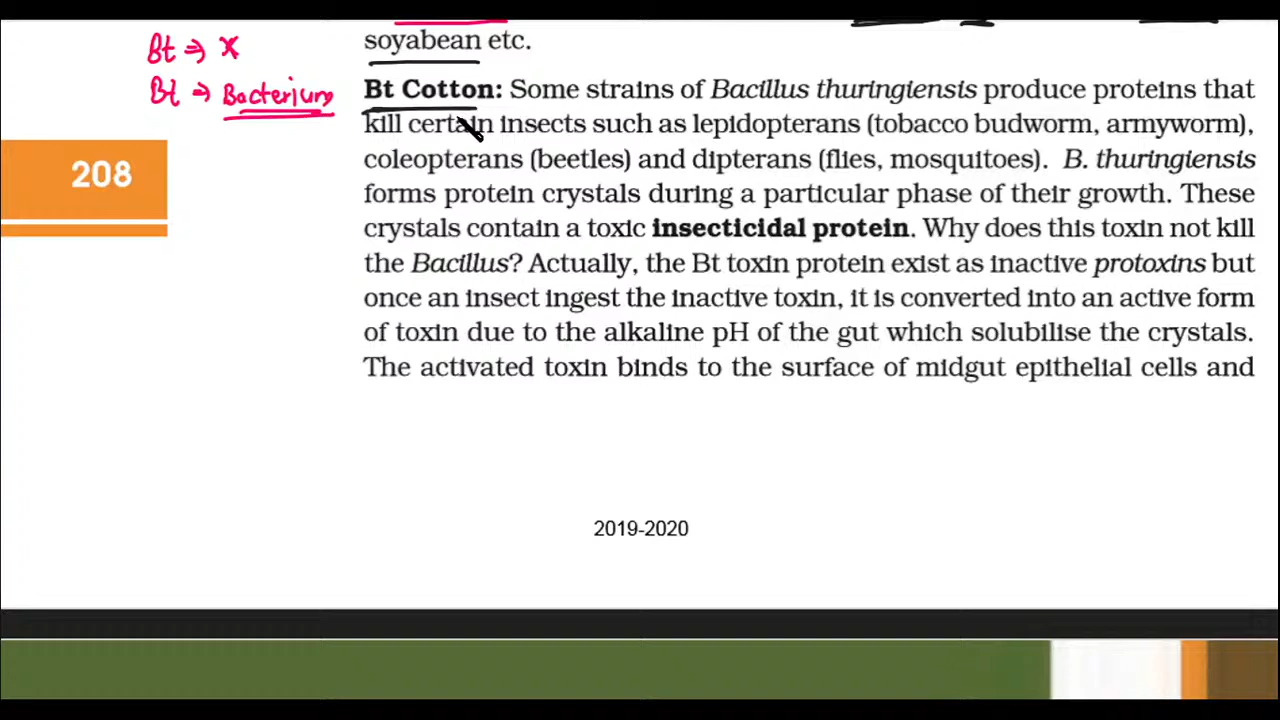 soyabean etc.
Bt ⇒ x
Bt ⇒ Bacterium
Bt Cotton: Some strains of Bacillus thuringiensis produce proteins that
kill certain insects such as lepidopterans (tobacco budworm, armyworm),
coleopterans (beetles) and dipterans (flies, mosquitoes). B. thuringiensis
208
forms protein crystals during a particular phase of their growth. These
crystals contain a toxic insecticidal protein. Why does this toxin not kill
the Bacillus? Actually, the Bt toxin protein exist as inactive protoxins but
once an insect ingest the inactive toxin, it is converted into an active form
of toxin due to the alkaline pH of the gut which solubilise the crystals.
The activated toxin binds to the surface of midgut epithelial cells and
2019-2020